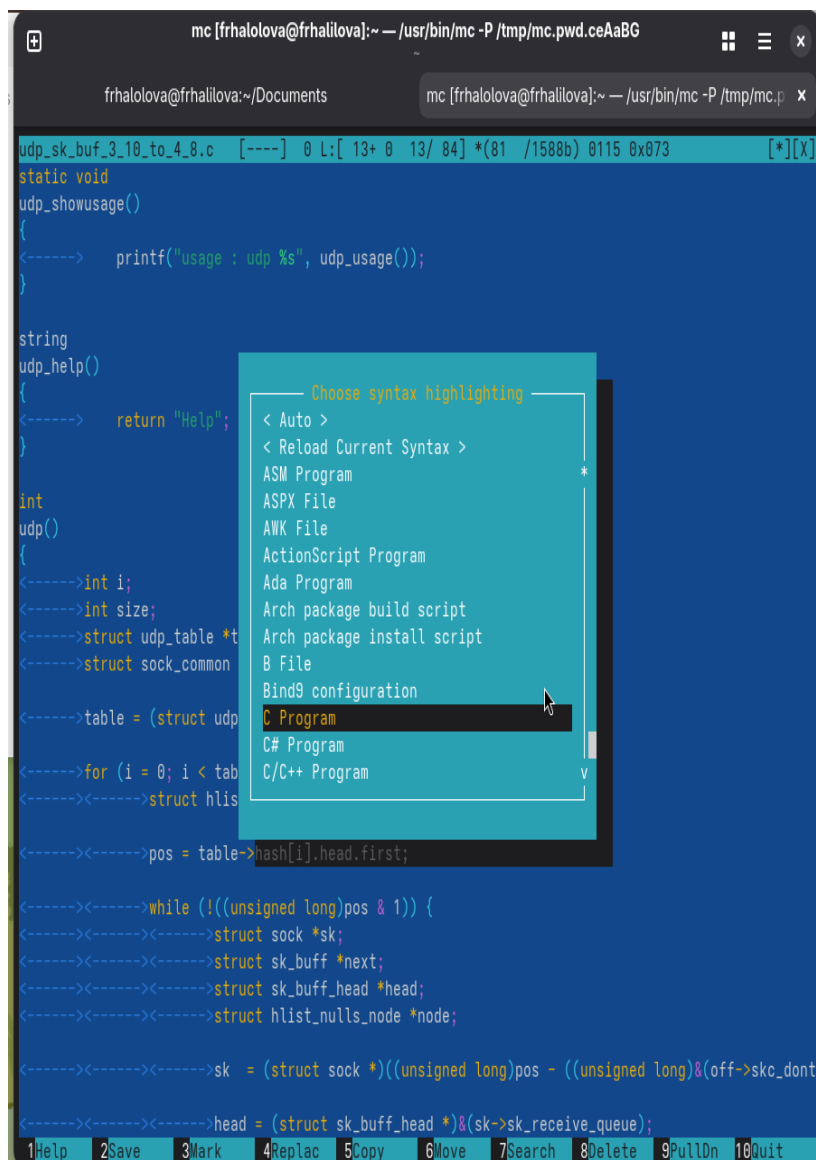 mc [frhalolova@frhalilova]:~ — /usr/bin/mc -P /tmp/mc.pwd.ceAaBG
~
frhalolova@frhalilova:~/Documents
mc [frhalolova@frhalilova]:~ — /usr/bin/mc -P /tmp/mc.p
udp_sk_buf_3_10_to_4_8.c [----] 0 L:[ 13+ 0 13/ 84] *(81 /1588b) 0115 0x073 [*][X]
static void
udp_showusage()
{
<------> printf("usage : udp %s", udp_usage());
}
string
udp_help()
{
<------> return "Help";
}
int
udp()
{
<------>int i;
<------>int size;
<------>struct udp_table *t
<------>struct sock_common
<------>table = (struct udp
<------>for (i = 0; i < tab
<------><------>struct hlis
Choose syntax highlighting
< Auto >
< Reload Current Syntax >
ASM Program
ASPX File
AWK File
ActionScript Program
Ada Program
Arch package build script
Arch package install script
B File
Bind9 configuration
C Program
C# Program
C/C++ Program
<------><------>pos = table->hash[i].head.first;
<------><------>while (!((unsigned long)pos & 1)) {
<------><------><------>struct sock *sk;
<------><------><------>struct sk_buff *next;
<------><------><------>struct sk_buff_head *head;
<------><------><------>struct hlist_nulls_node *node;
<------><------><------>sk = (struct sock *)((unsigned long)pos - ((unsigned long)&(off->skc_dont
<------><------><------>head = (struct sk_buff_head *)&(sk->sk_receive_queue);
1Help 2Save 3Mark 4Replac 5Copy 6Move 7Search 8Delete 9PullDn 10Quit